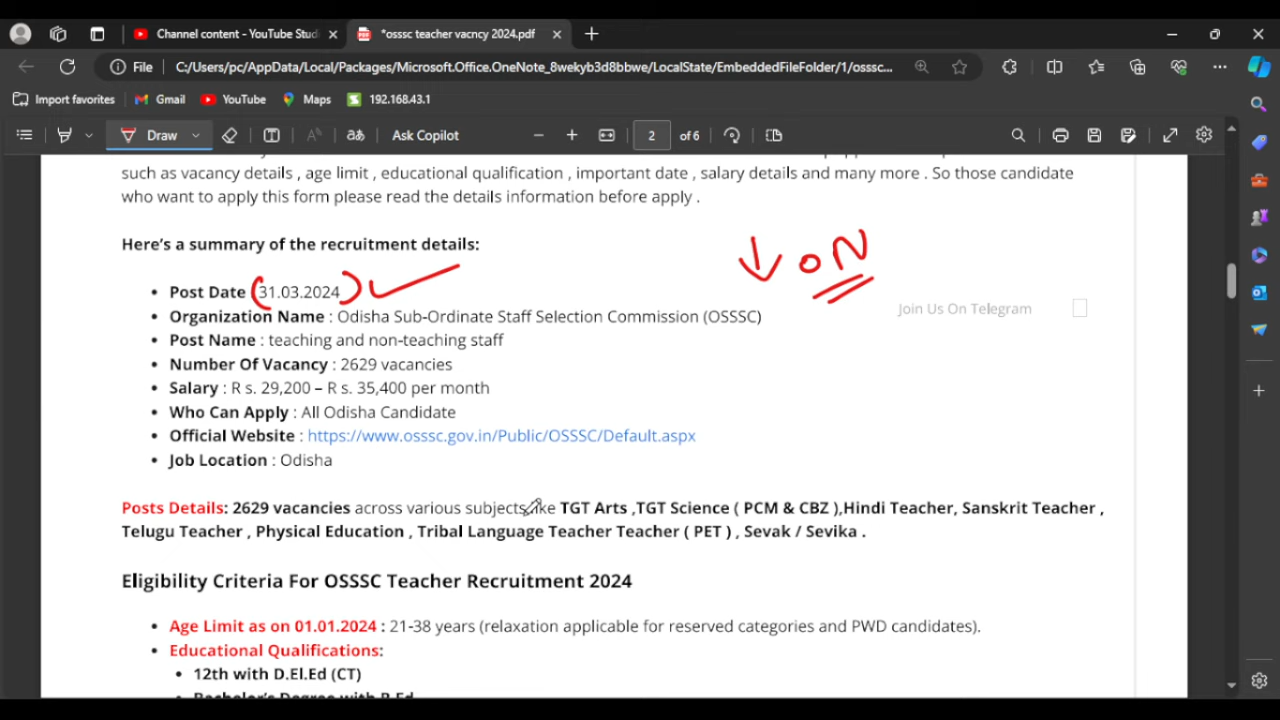 Channel content - YouTube Stud
*osssc teacher vacncy 2024.pdf
File
C:/Users/pc/AppData/Local/Packages/Microsoft.Office.OneNote_8wekyb3d8bbwe/LocalState/EmbeddedFileFolder/1/osssc...
Import favorites
Gmail
YouTube
Maps
192.168.43.1
Draw
Ask Copilot
2 of 6
such as vacancy details , age limit , educational qualification , important date , salary details and many more . So those candidate
who want to apply this form please read the details information before apply .
Here's a summary of the recruitment details:
ON
• Post Date (31.03.2024)
• Organization Name : Odisha Sub-Ordinate Staff Selection Commission (OSSSC)
Join Us On Telegram
• Post Name : teaching and non-teaching staff
• Number Of Vacancy : 2629 vacancies
• Salary : R s. 29,200 – R s. 35,400 per month
• Who Can Apply : All Odisha Candidate
• Official Website : https://www.osssc.gov.in/Public/OSSSC/Default.aspx
• Job Location : Odisha
Posts Details: 2629 vacancies across various subjects like TGT Arts ,TGT Science ( PCM & CBZ ),Hindi Teacher, Sanskrit Teacher ,
Telugu Teacher , Physical Education , Tribal Language Teacher Teacher ( PET ) , Sevak / Sevika .
Eligibility Criteria For OSSSC Teacher Recruitment 2024
• Age Limit as on 01.01.2024 : 21-38 years (relaxation applicable for reserved categories and PWD candidates).
• Educational Qualifications:
• 12th with D.El.Ed (CT)
• Bachelor's Degree with B.Ed